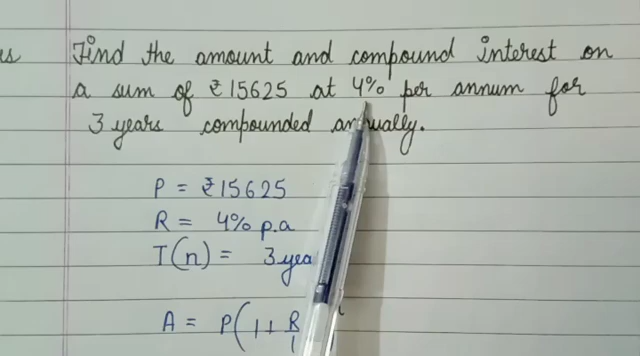 Find the amount and compound interest on
a sum of ₹15625 at 4% per annum for
3 years compounded annually.
P = ₹15625
R = 4% p.a
T(n) = 3 yea
A = P(1+ R